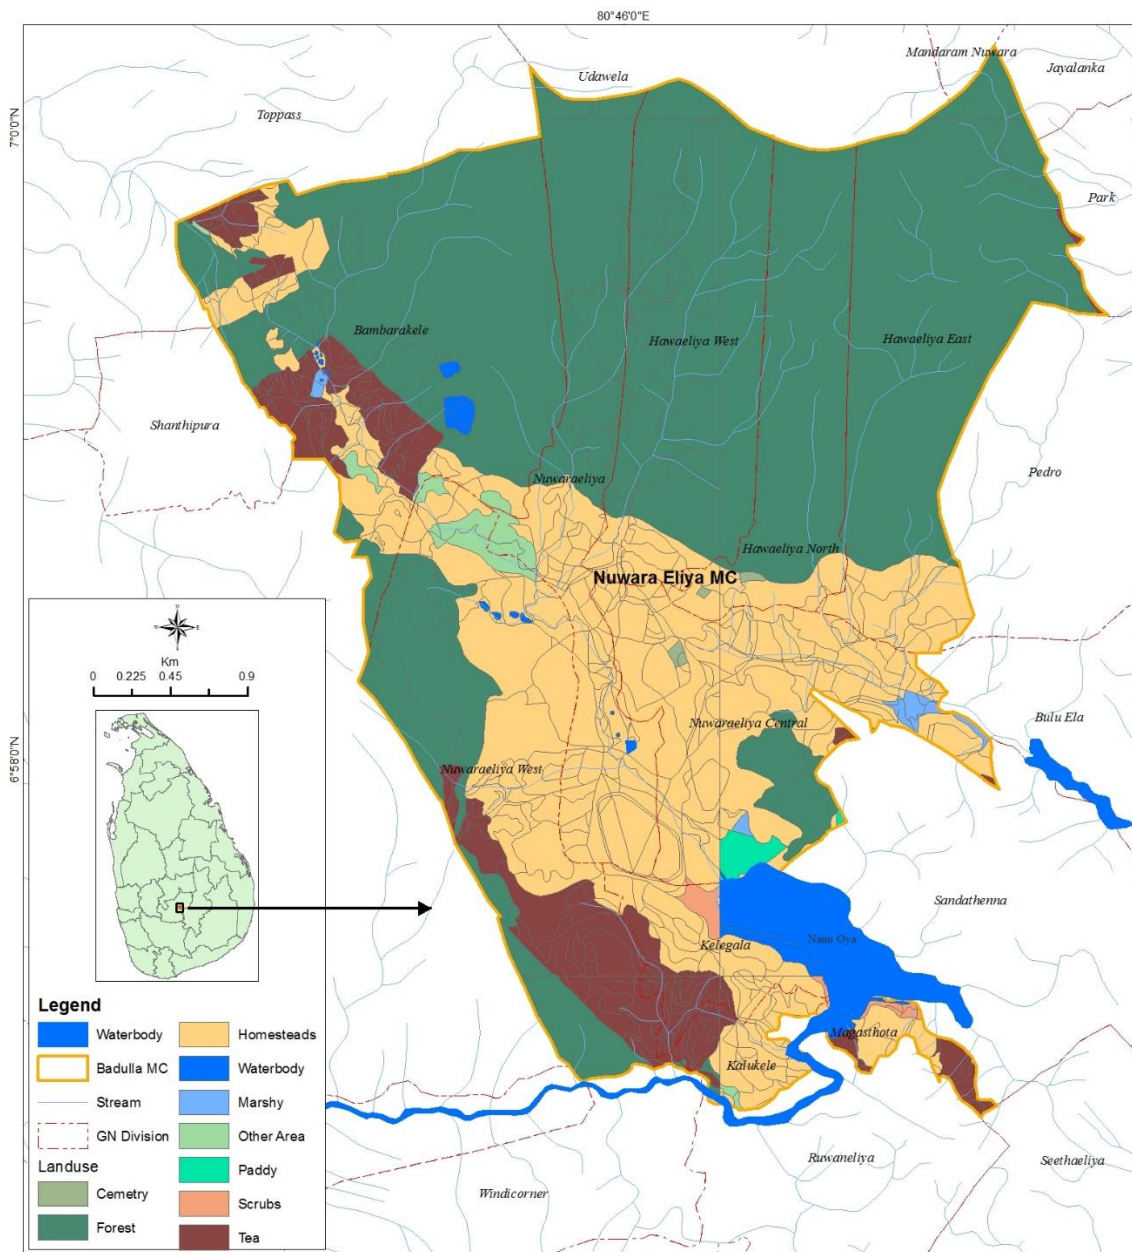 80°46'0"E
Mandaram Nuwara
Udawela
Jayalanka
Toppass
7°0'0"N
Park
Bambarakele
Hawaeliya West
Hawaeliya East
Shanthipura
Pedro
Nuwaraeliya
Hawaeliya North
Nuwara Eliya MC
N
W E
S
Km
0 0.225 0.45 0.9
Nuwaraeliya Central
Bulu Ela
6°58'0"N
Nuwaraeliya West
Sandathenna
Kelegala
Nanu Oya
Magasthota
Kalukele
Legend
Waterbody
Badulla MC
Stream
GN Division
Landuse
Cemetry
Forest
Homesteads
Waterbody
Marshy
Other Area
Paddy
Scrubs
Tea
Ruwaneliya
Seethaeliya
Windicorner